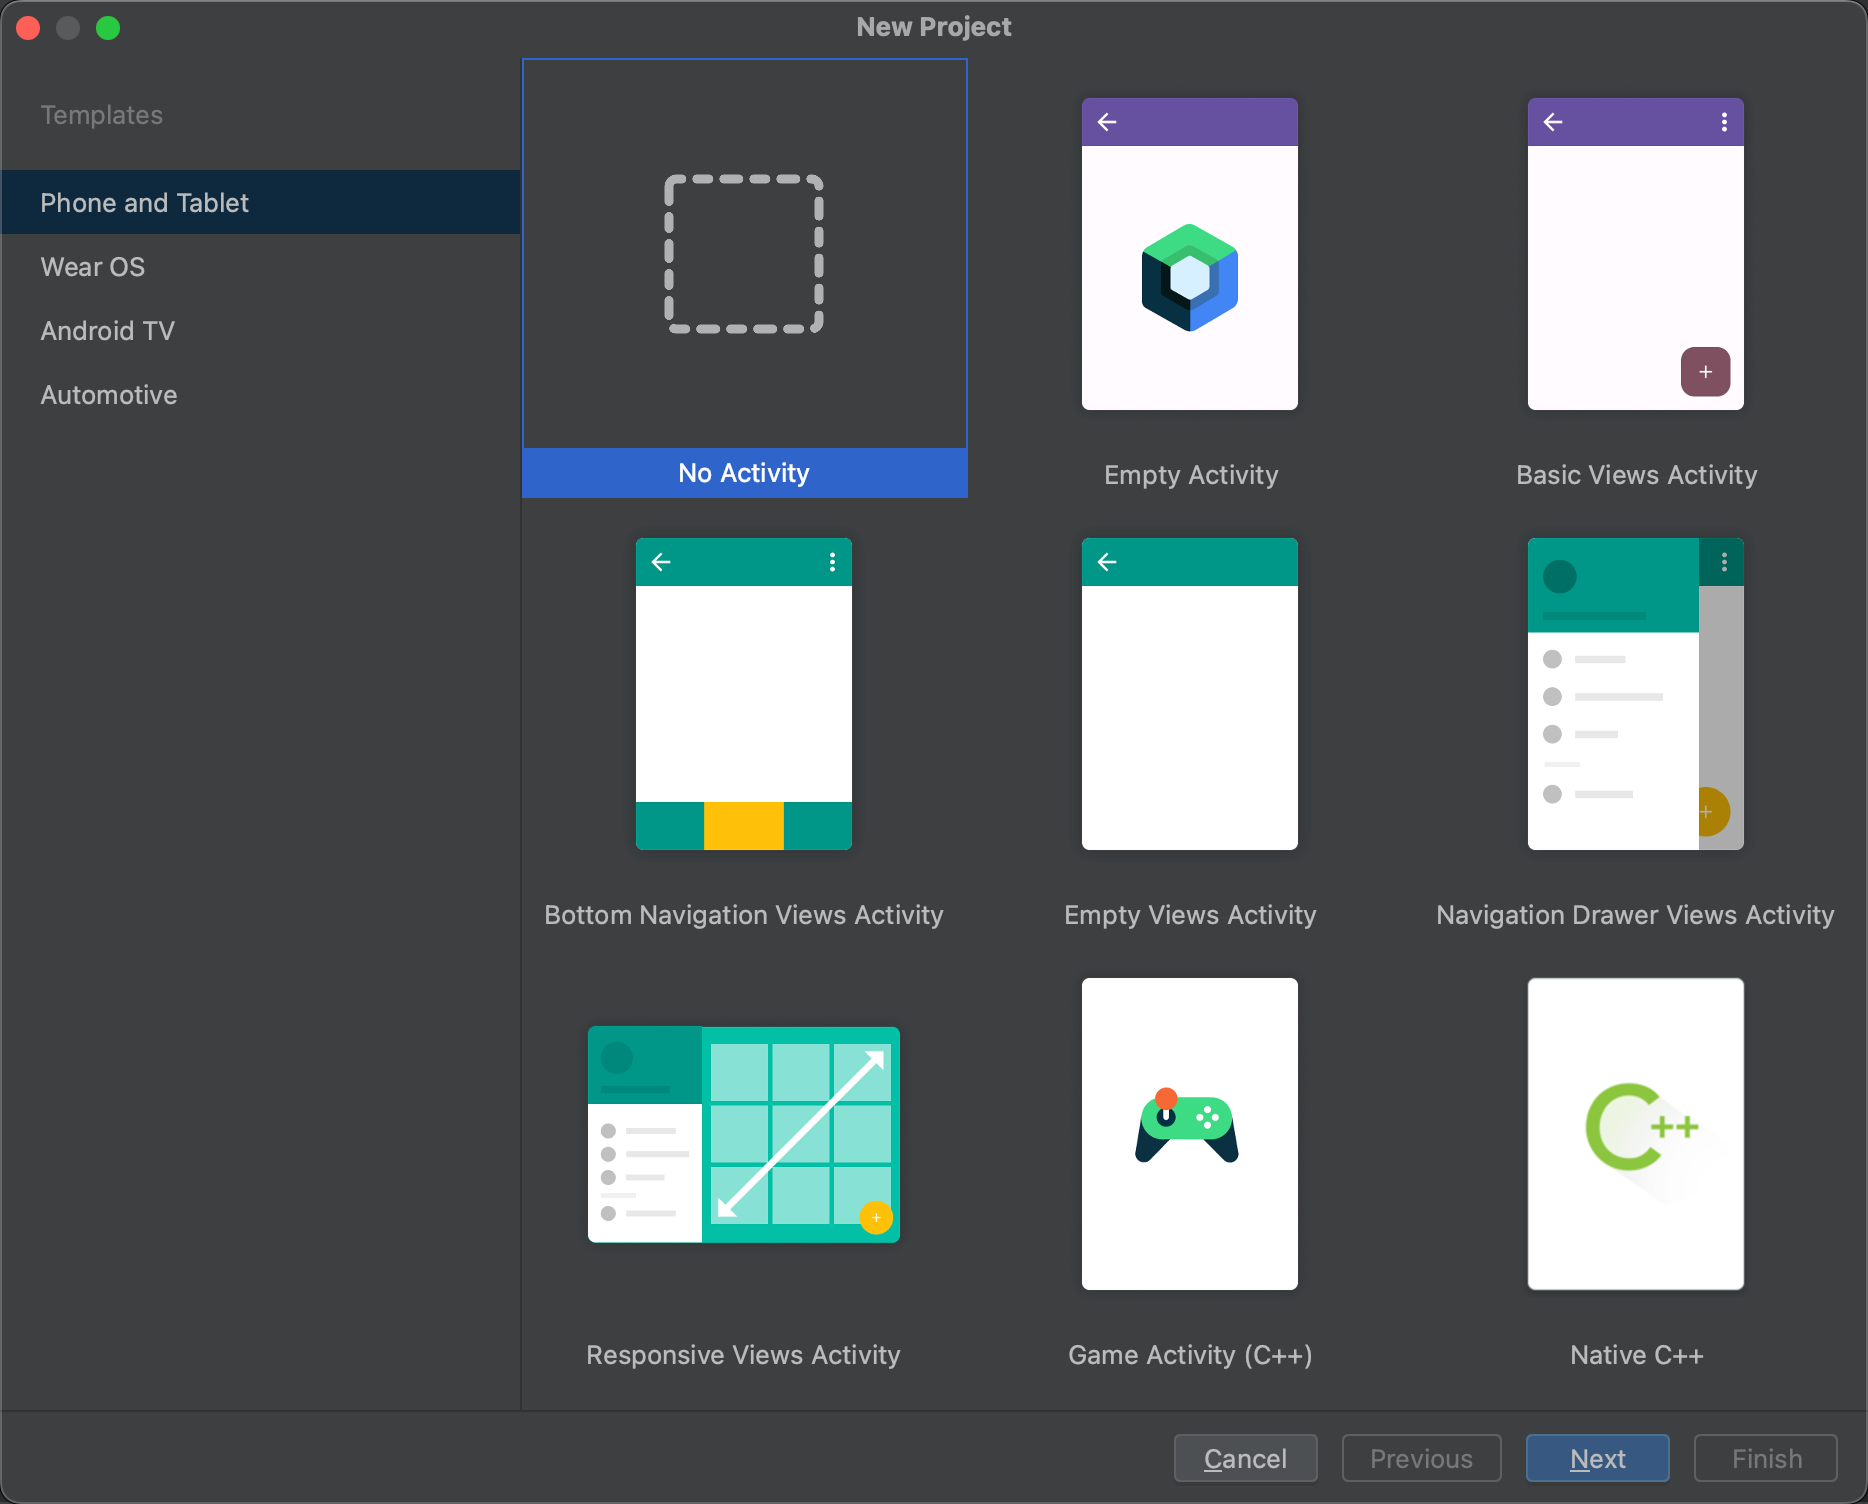 New Project
Templates
Phone and Tablet
Wear OS
Android TV
Automotive
No Activity
Empty Activity
Basic Views Activity
Bottom Navigation Views Activity
Empty Views Activity
Navigation Drawer Views Activity
C++
Responsive Views Activity
Game Activity (C++)
Native C++
Cancel
Previous
Next
Finish